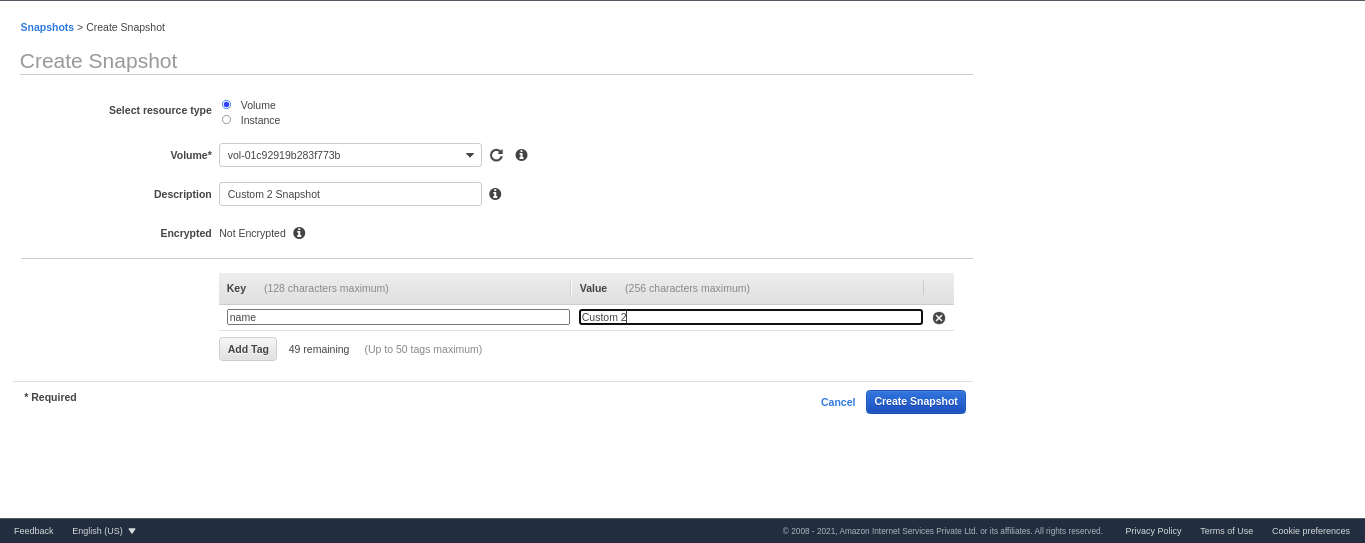 Snapshots > Create Snapshot
Create Snapshot
Select resource type
Volume
Instance
Volume* vol-01c92919b283f773b
Description Custom 2 Snapshot
Encrypted Not Encrypted
Key (128 characters maximum) Value (256 characters maximum)
name Custom 2
Add Tag 49 remaining (Up to 50 tags maximum)
* Required Cancel Create Snapshot
Feedback English (US) © 2008 - 2021, Amazon Internet Services Private Ltd. or its affiliates. All rights reserved. Privacy Policy Terms of Use Cookie preferences